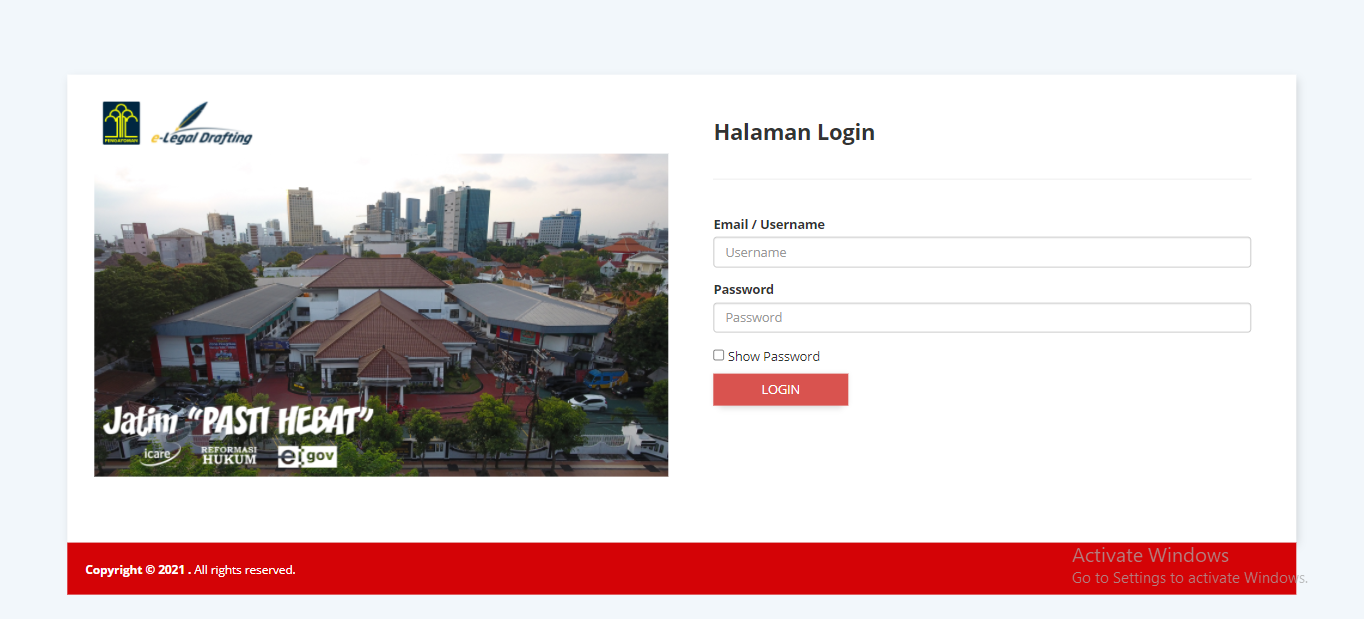 PENGAYOMAN
e-Legal Drafting
Jatim "PASTI HEBAT"
icare
REFORMASI
HUKUM
e gov
Halaman Login
Email / Username
Username
Password
Password
Show Password
LOGIN
Copyright © 2021 . All rights reserved.
Activate Windows
Go to Settings to activate Windows.